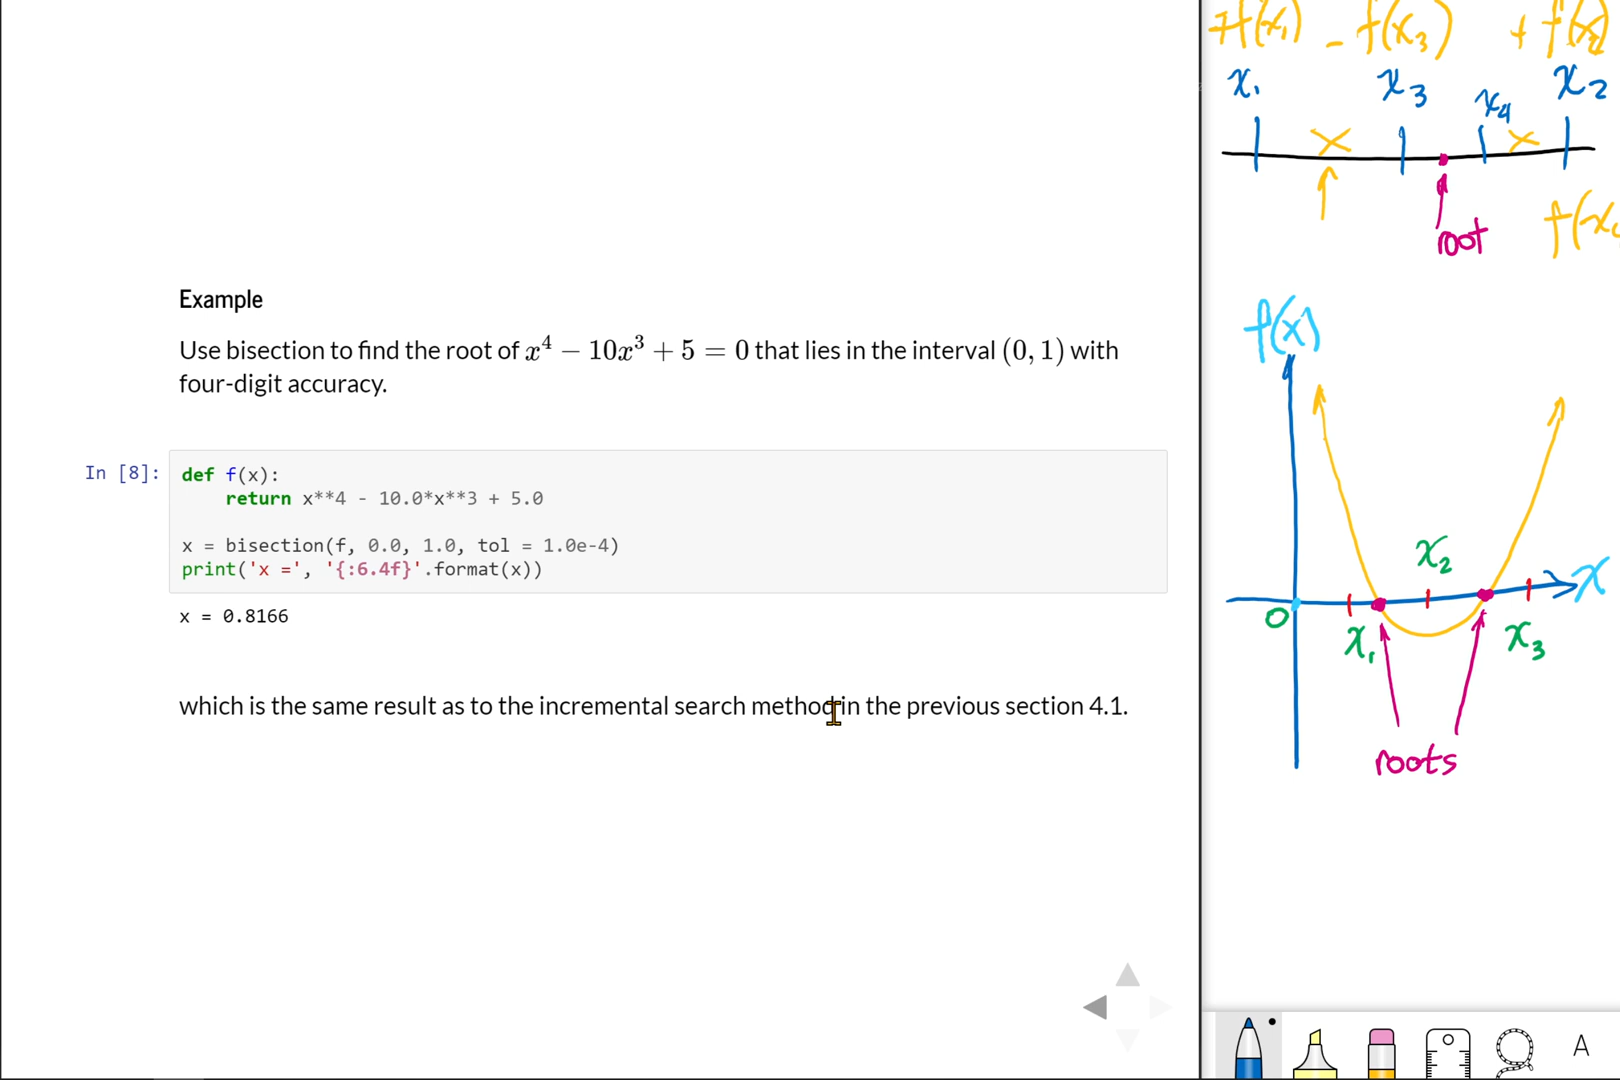 Example
Use bisection to find the root of x⁴ − 10x³ + 5 = 0 that lies in the interval (0, 1) with
four-digit accuracy.
In [8]:
def f(x):
    return x**4 - 10.0*x**3 + 5.0
x = bisection(f, 0.0, 1.0, tol = 1.0e-4)
print('x =', '{:6.4f}'.format(x))
x = 0.8166
which is the same result as to the incremental search method in the previous section 4.1.
+f(x₁) - f(x₃) + f(x₂)
x₁ x₃ x₄ x₂
root
f(x)
x₂ x
0 x₁ x₃
roots
A